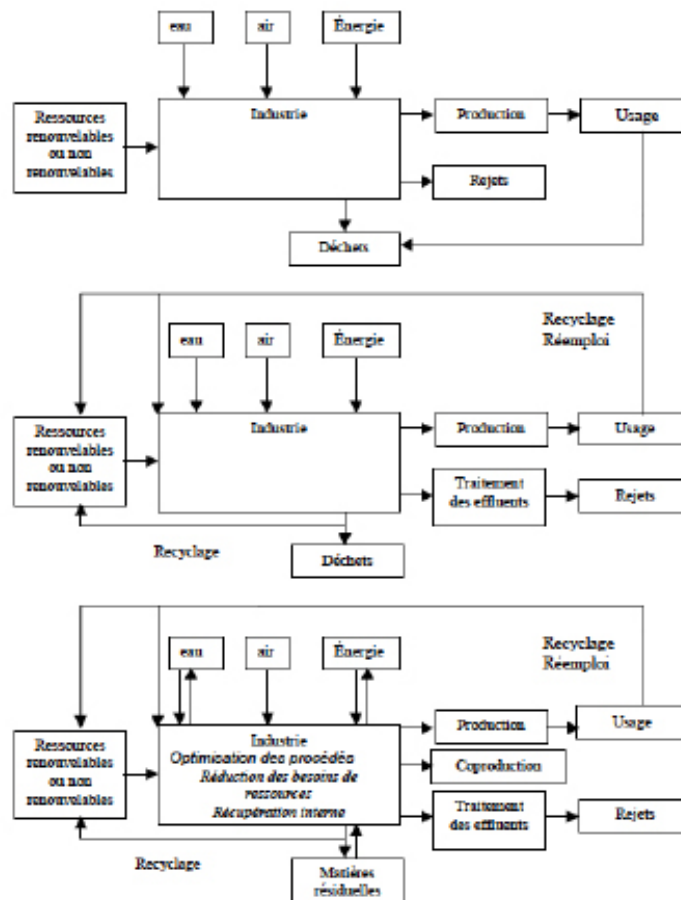 eau
air
Énergie
Ressources
renouvelables
ou non
renouvelables
Industrie
Production
Usage
Rejets
Déchets
Recyclage
Réemploi
eau
air
Énergie
Ressources
renouvelables
ou non
renouvelables
Industrie
Production
Usage
Traitement
des effluents
Rejets
Recyclage
Déchets
Recyclage
Réemploi
eau
air
Énergie
Ressources
renouvelables
ou non
renouvelables
Industrie
Optimisation des procédés
Réduction des besoins de
ressources
Récupération interne
Production
Usage
Coproduction
Traitement
des effluents
Rejets
Recyclage
Matières
résiduelles